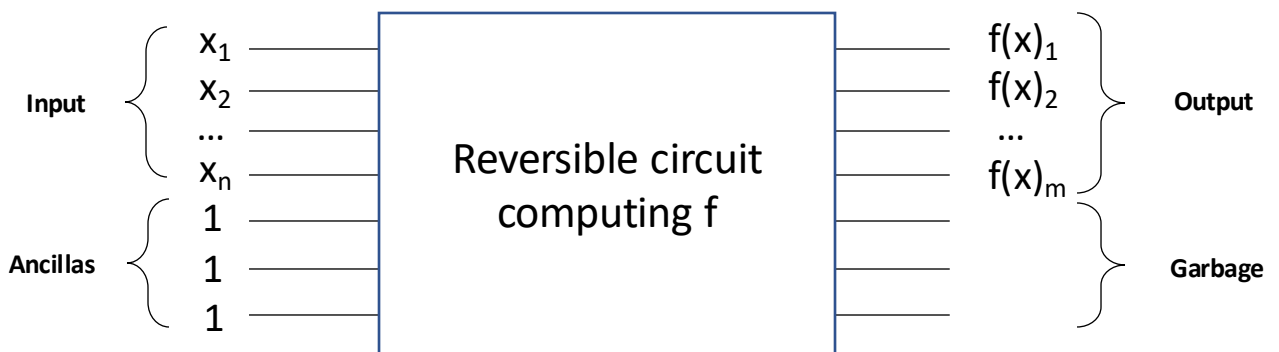 Input
x₁
x₂
...
xₙ
Ancillas
1
1
1
Reversible circuit
computing f
f(x)₁
f(x)₂
...
f(x)ₘ
Output
Garbage